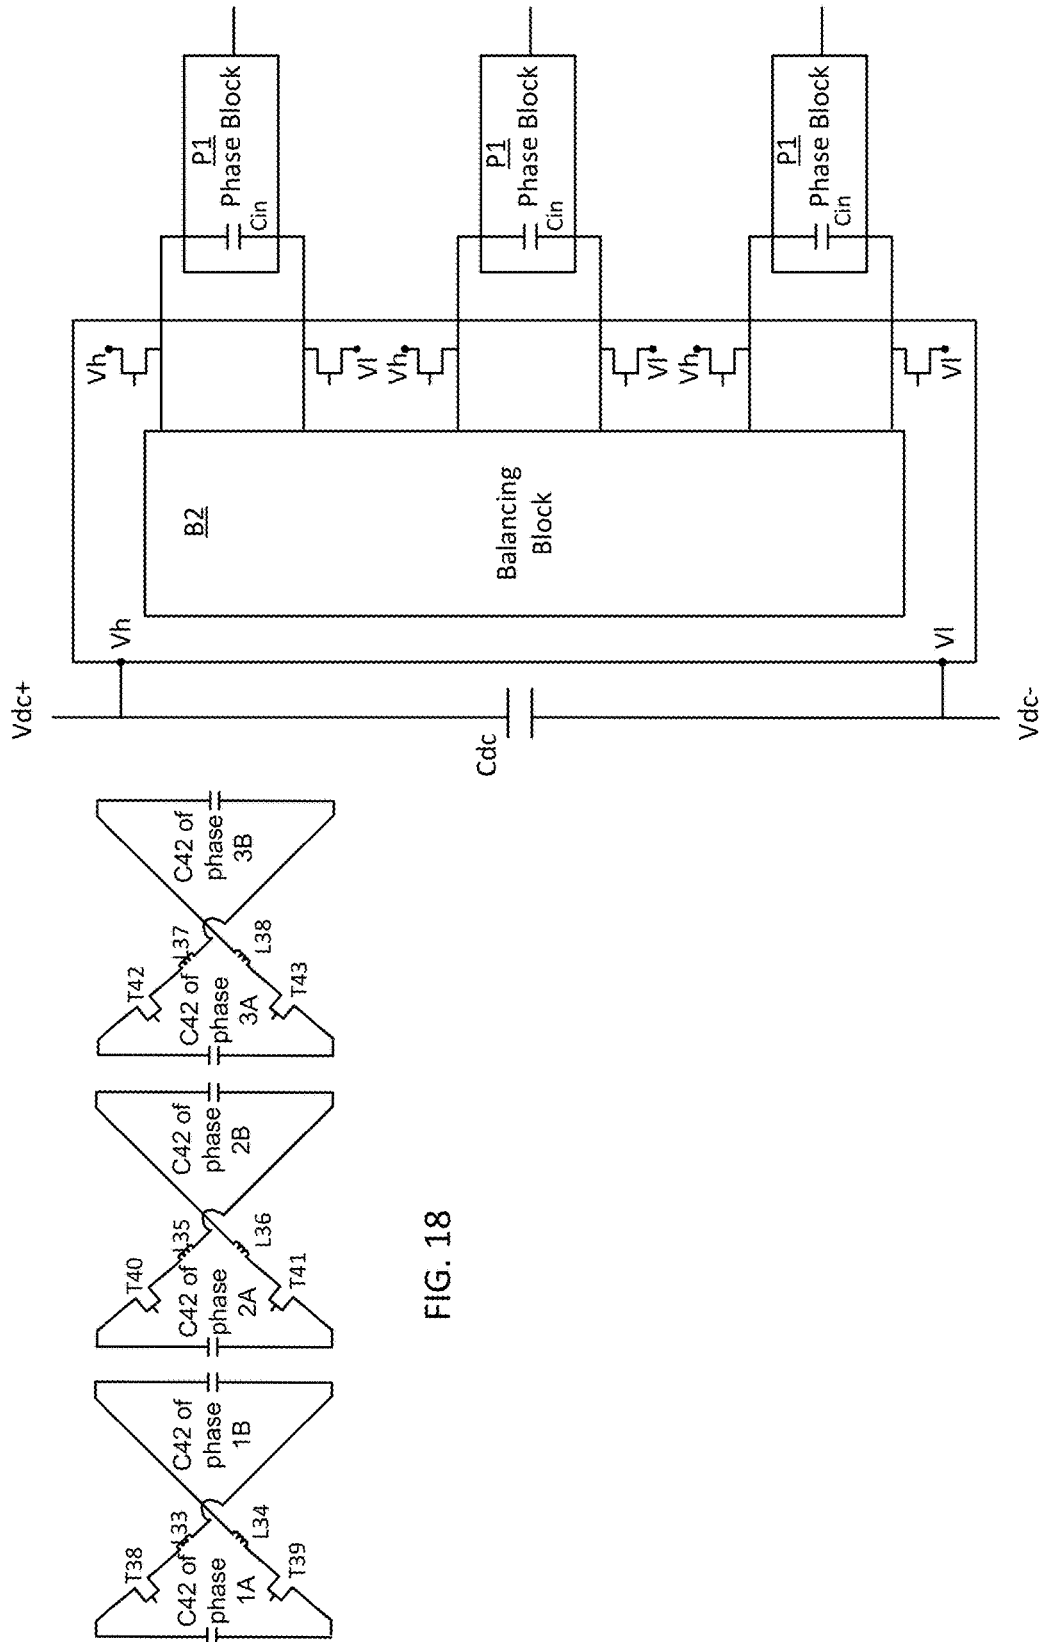 Vdc+
Vh
Cdc
Vl
Vdc-
B2
Balancing
Block
Vh
Vl
Vh
Vl
Vh
Vl
P1
Phase Block
Cin
P1
Phase Block
Cin
P1
Phase Block
Cin
T38
L33
C42 of
phase
1A
L34
T39
C42 of
phase
1B
T40
L35
C42 of
phase
2A
L36
T41
C42 of
phase
2B
T42
L37
C42 of
phase
3A
L38
T43
C42 of
phase
3B
FIG. 18